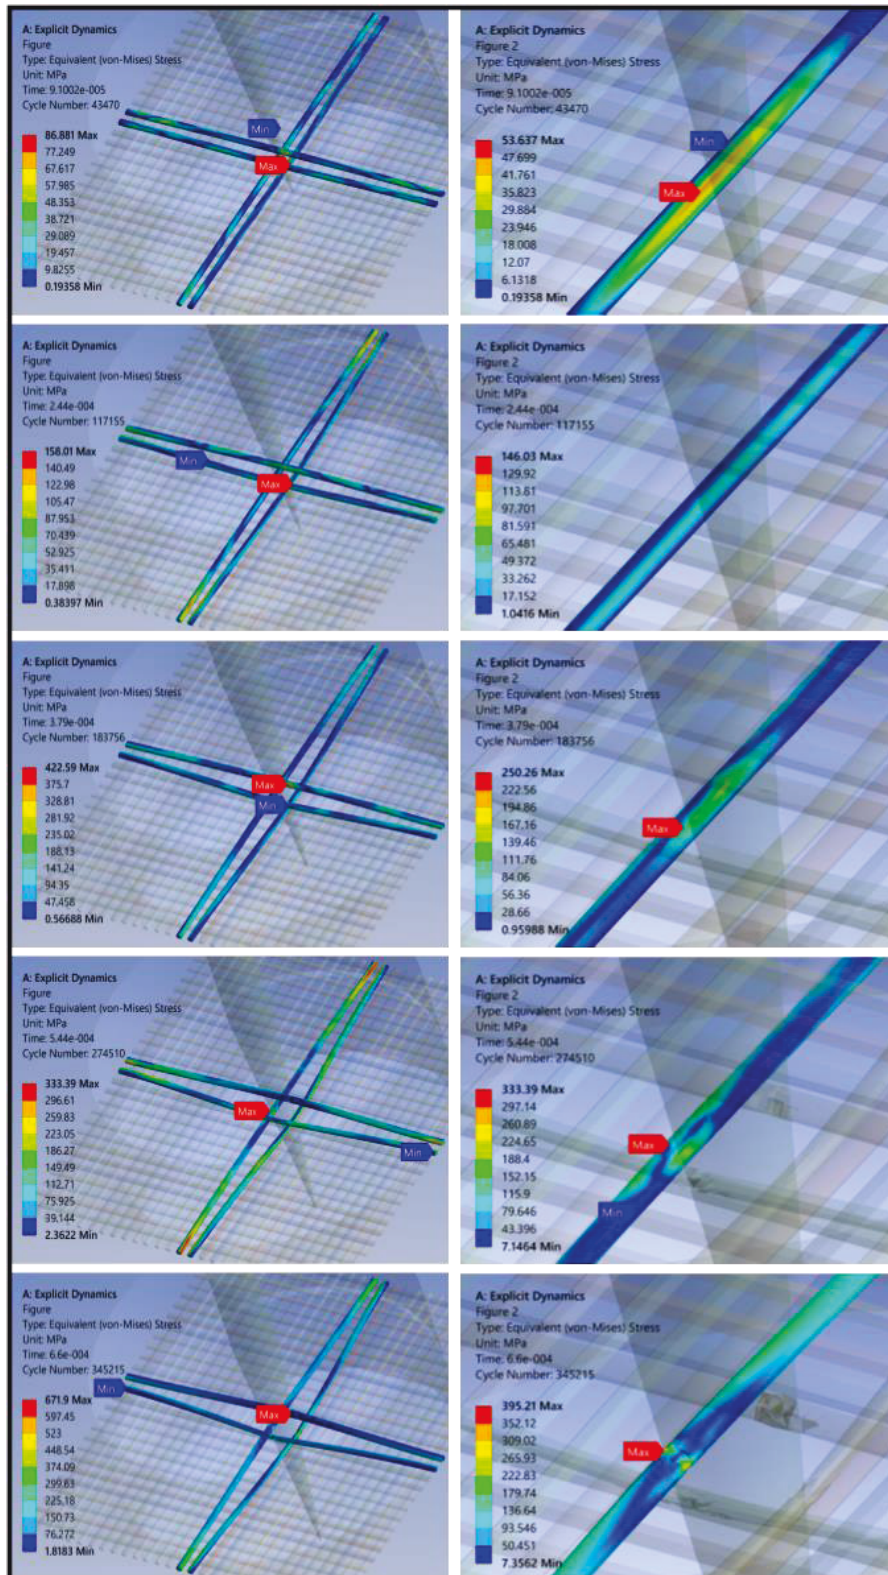 A: Explicit Dynamics
Figure
Type: Equivalent (von-Mises) Stress
Unit: MPa
Time: 9.1002e-005
Cycle Number: 43470
86.881 Max
77.249
67.617
57.985
48.353
38.721
29.089
19.457
9.8255
0.19358 Min
Min
Max
A: Explicit Dynamics
Figure 2
Type: Equivalent (von-Mises) Stress
Unit: MPa
Time: 9.1002e-005
Cycle Number: 43470
53.637 Max
47.699
41.761
35.823
29.884
23.946
18.008
12.07
6.1318
0.19358 Min
Min
Max
A: Explicit Dynamics
Figure
Type: Equivalent (von-Mises) Stress
Unit: MPa
Time: 2.44e-004
Cycle Number: 117155
158.01 Max
140.49
122.98
105.47
87.953
70.439
52.925
35.411
17.898
0.38397 Min
Min
Max
A: Explicit Dynamics
Figure 2
Type: Equivalent (von-Mises) Stress
Unit: MPa
Time: 2.44e-004
Cycle Number: 117155
146.03 Max
129.92
113.81
97.701
81.591
65.481
49.372
33.262
17.152
1.0416 Min
A: Explicit Dynamics
Figure
Type: Equivalent (von-Mises) Stress
Unit: MPa
Time: 3.79e-004
Cycle Number: 183756
422.59 Max
375.7
328.81
281.92
235.02
188.13
141.24
94.35
47.458
0.56688 Min
Max
Min
A: Explicit Dynamics
Figure 2
Type: Equivalent (von-Mises) Stress
Unit: MPa
Time: 3.79e-004
Cycle Number: 183756
250.26 Max
222.56
194.86
167.16
139.46
111.76
84.06
56.36
28.66
0.95988 Min
Max
A: Explicit Dynamics
Figure
Type: Equivalent (von-Mises) Stress
Unit: MPa
Time: 5.44e-004
Cycle Number: 274510
333.39 Max
296.61
259.83
223.05
186.27
149.49
112.71
75.925
39.144
2.3622 Min
Max
Min
A: Explicit Dynamics
Figure 2
Type: Equivalent (von-Mises) Stress
Unit: MPa
Time: 5.44e-004
Cycle Number: 274510
333.39 Max
297.14
260.89
224.65
188.4
152.15
115.9
79.646
43.396
7.1464 Min
Max
Min
A: Explicit Dynamics
Figure
Type: Equivalent (von-Mises) Stress
Unit: MPa
Time: 6.6e-004
Cycle Number: 345215
671.9 Max
597.45
523
448.54
374.09
299.63
225.18
150.73
76.272
1.8183 Min
Min
Max
A: Explicit Dynamics
Figure 2
Type: Equivalent (von-Mises) Stress
Unit: MPa
Time: 6.6e-004
Cycle Number: 345215
395.21 Max
352.12
309.02
265.93
222.83
179.74
136.64
93.546
50.451
7.3562 Min
Max